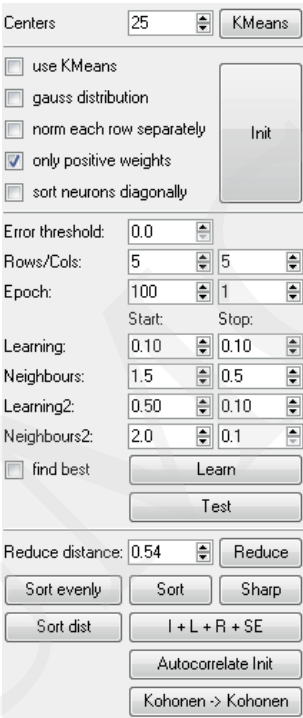 Centers 25 KMeans
use KMeans
gauss distribution
norm each row separately
Init
only positive weights
sort neurons diagonally
Error threshold: 0.0
Rows/Cols: 5 5
Epoch: 100 1
Start: Stop:
Learning: 0.10 0.10
Neighbours: 1.5 0.5
Learning2: 0.50 0.10
Neighbours2: 2.0 0.1
find best Learn
Test
Reduce distance: 0.54 Reduce
Sort evenly Sort Sharp
Sort dist I + L + R + SE
Autocorrelate Init
Kohonen -> Kohonen